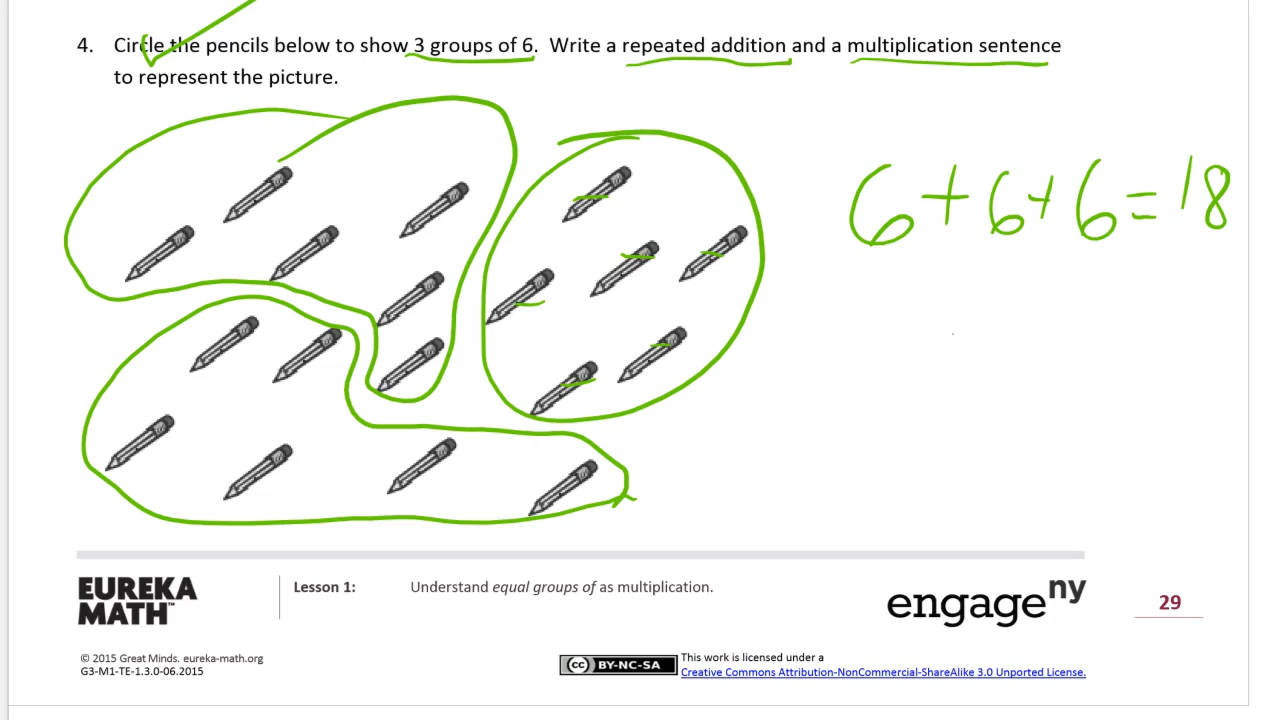 4. Circle the pencils below to show 3 groups of 6. Write a repeated addition and a multiplication sentence
to represent the picture.
6+6+6=18
EUREKA
MATH™
Lesson 1: Understand equal groups of as multiplication.
engageny
29
© 2015 Great Minds. eureka-math.org
G3-M1-TE-1.3.0-06.2015
cc BY-NC-SA
This work is licensed under a
Creative Commons Attribution-NonCommercial-ShareAlike 3.0 Unported License.